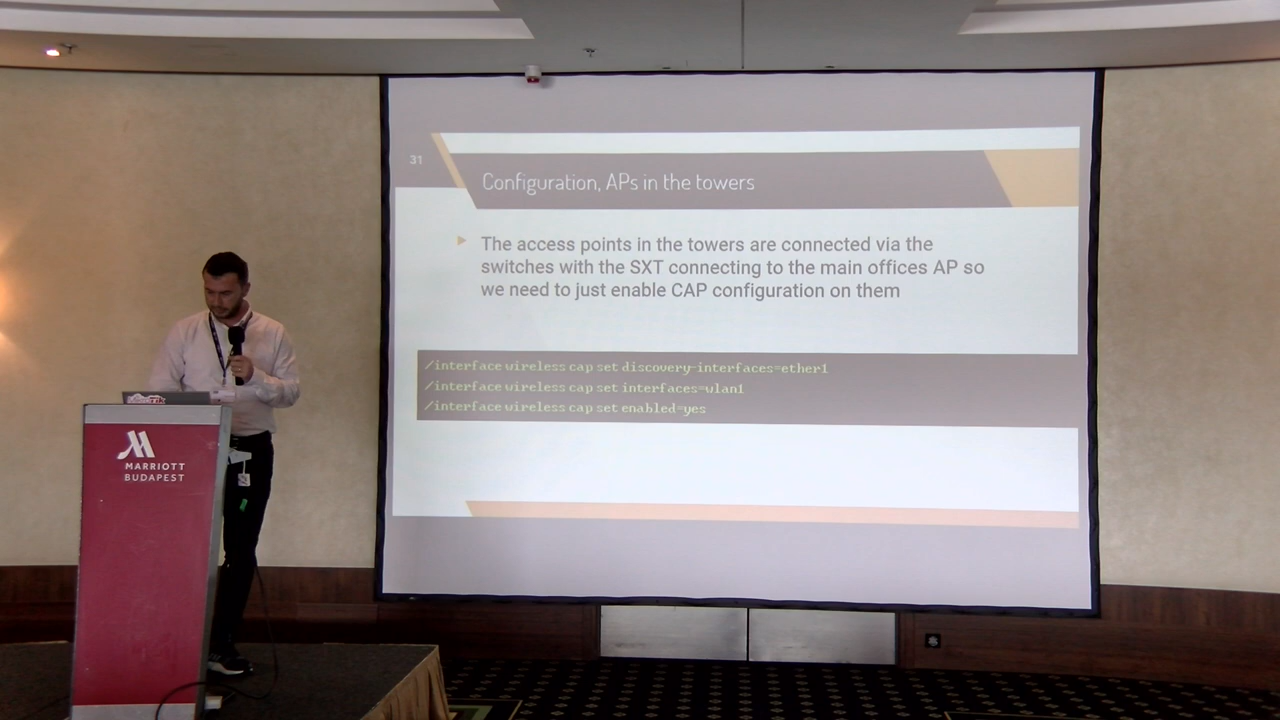 31
Configuration, APs in the towers
The access points in the towers are connected via the
switches with the SXT connecting to the main offices AP so
we need to just enable CAP configuration on them
/interface wireless cap set discovery-interfaces=ether1
/interface wireless cap set interfaces=wlan1
/interface wireless cap set enabled=yes
MARRIOTT
BUDAPEST